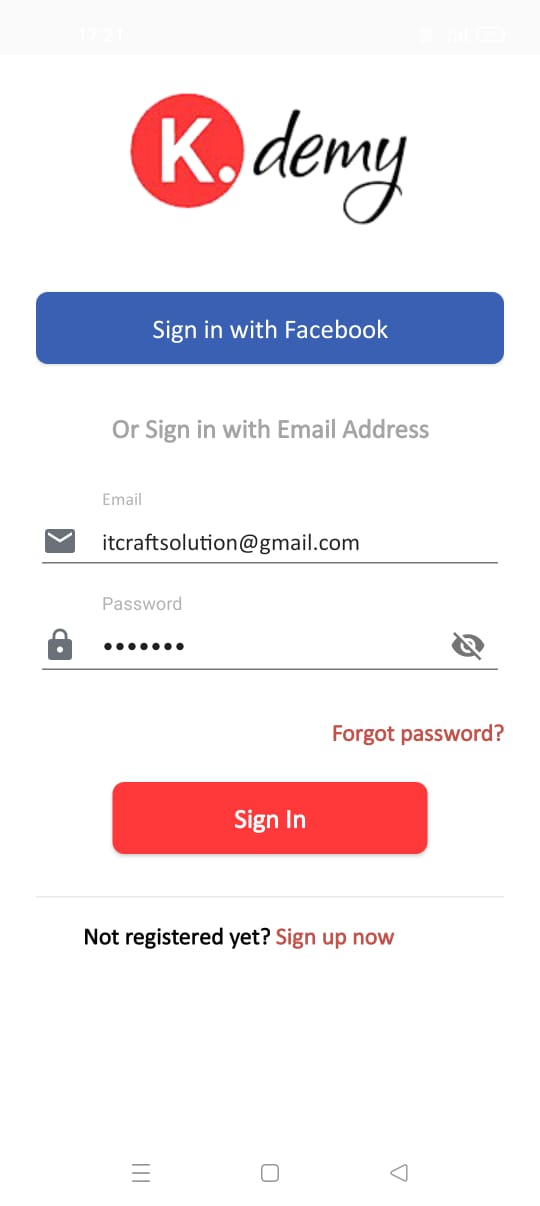 17:21
K. demy
Sign in with Facebook
Or Sign in with Email Address
Email
itcraftsolution@gmail.com
Password
•••••••
Forgot password?
Sign In
Not registered yet? Sign up now